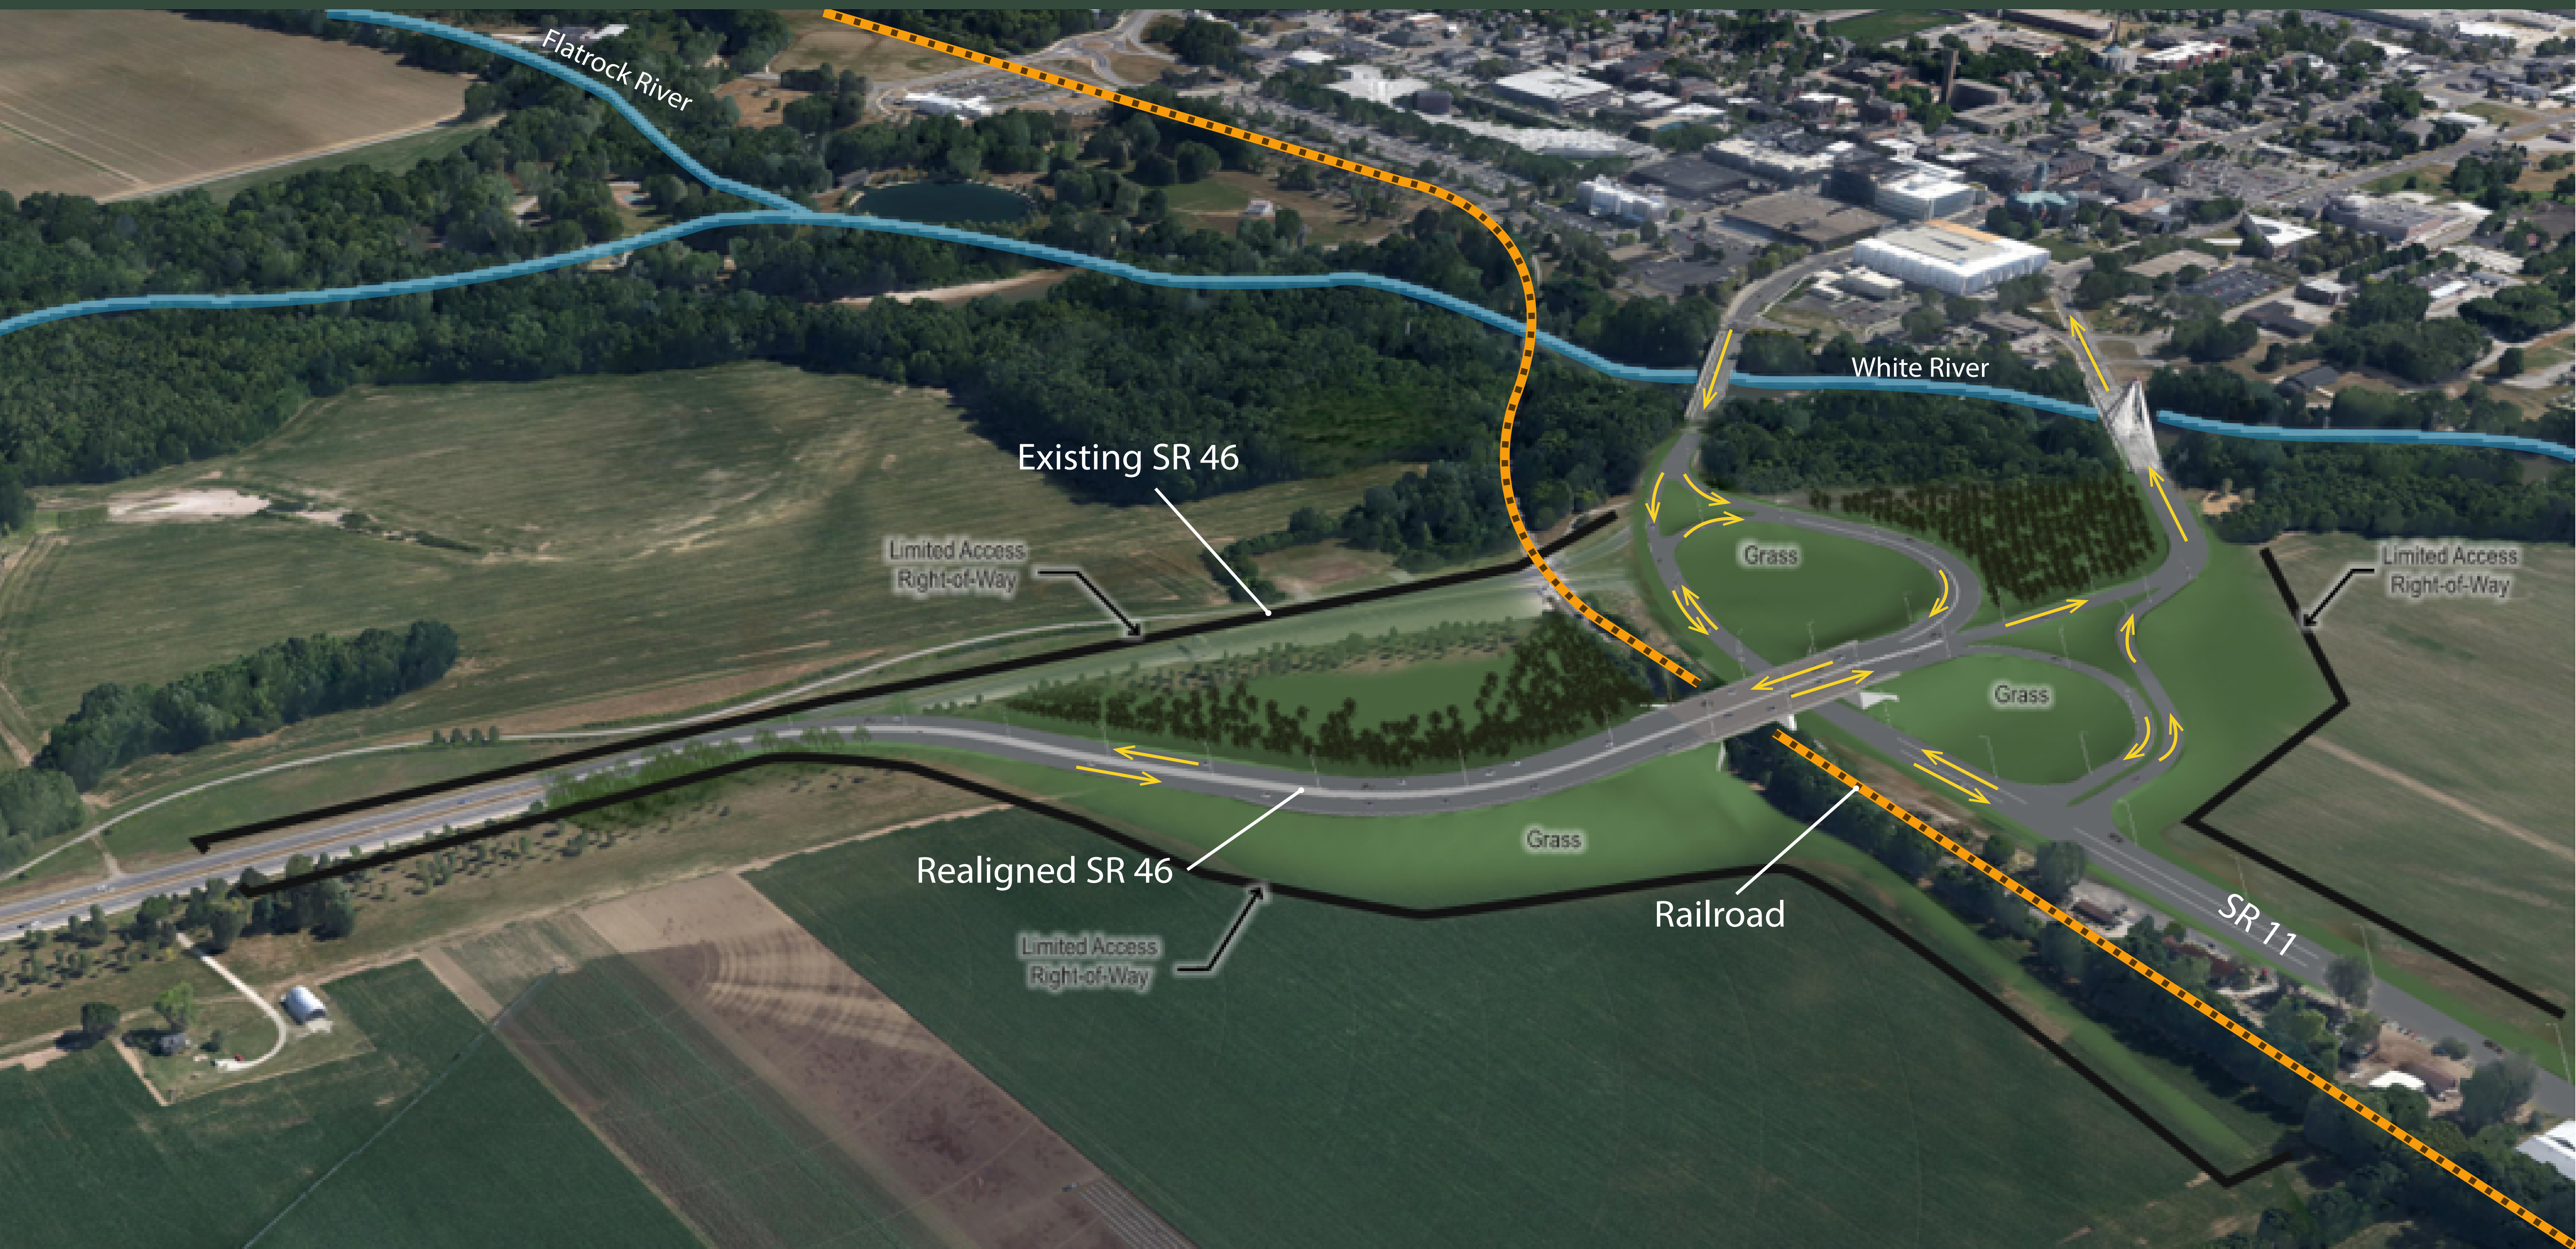 Flatrock River
White River
Existing SR 46
Limited Access
Right-of-Way
Grass
Limited Access
Right-of-Way
Grass
Grass
Realigned SR 46
Railroad
SR 11
Limited Access
Right-of-Way